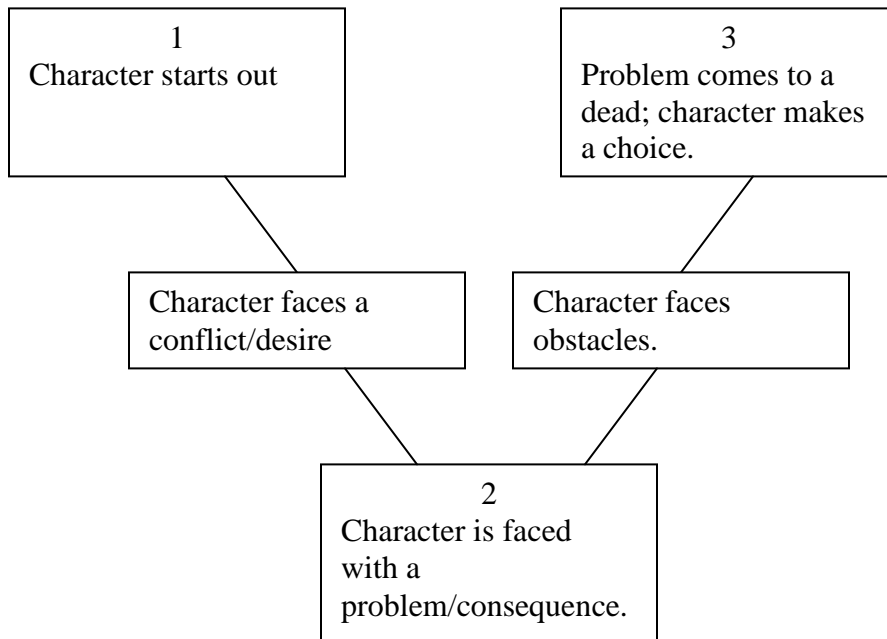 1
Character starts out
Character faces a
conflict/desire
2
Character is faced
with a
problem/consequence.
Character faces
obstacles.
3
Problem comes to a
dead; character makes
a choice.